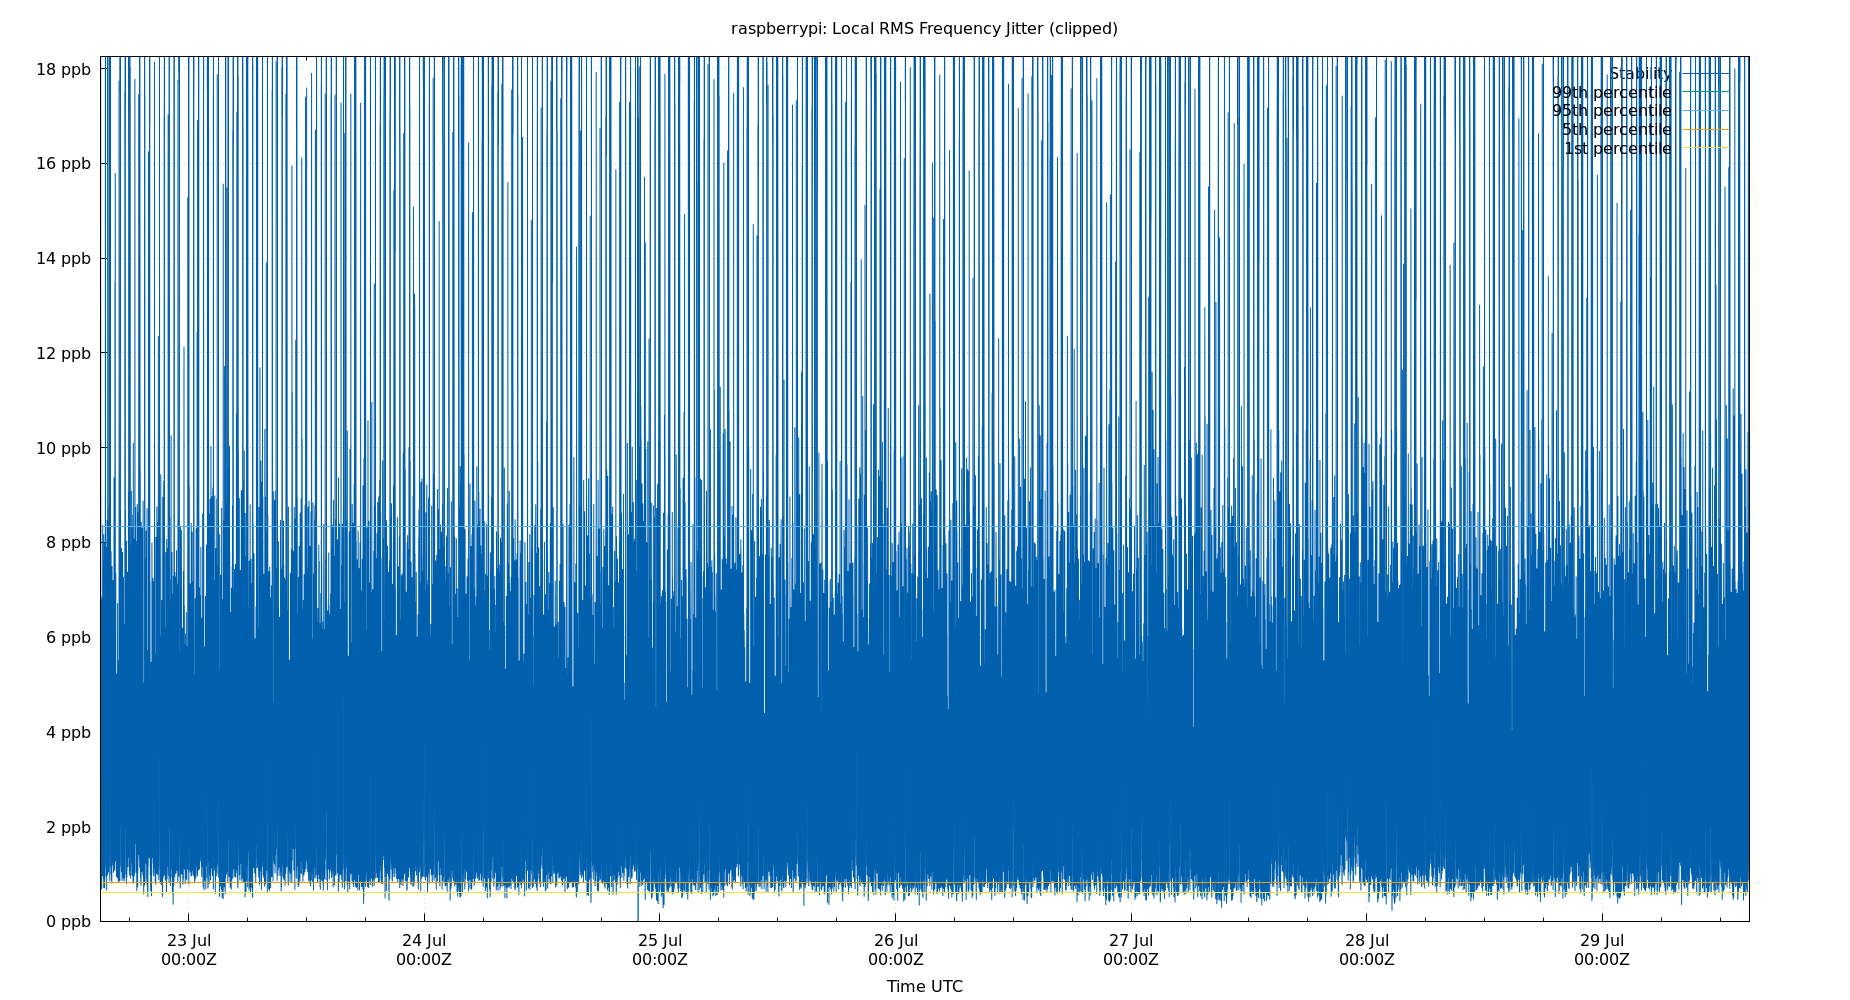 raspberrypi: Local RMS Frequency Jitter (clipped)
18 ppb
16 ppb
14 ppb
12 ppb
10 ppb
8 ppb
6 ppb
4 ppb
2 ppb
0 ppb
Stability
99th percentile
95th percentile
5th percentile
1st percentile
23 Jul 24 Jul 25 Jul 26 Jul 27 Jul 28 Jul 29 Jul
00:00Z 00:00Z 00:00Z 00:00Z 00:00Z 00:00Z 00:00Z
Time UTC